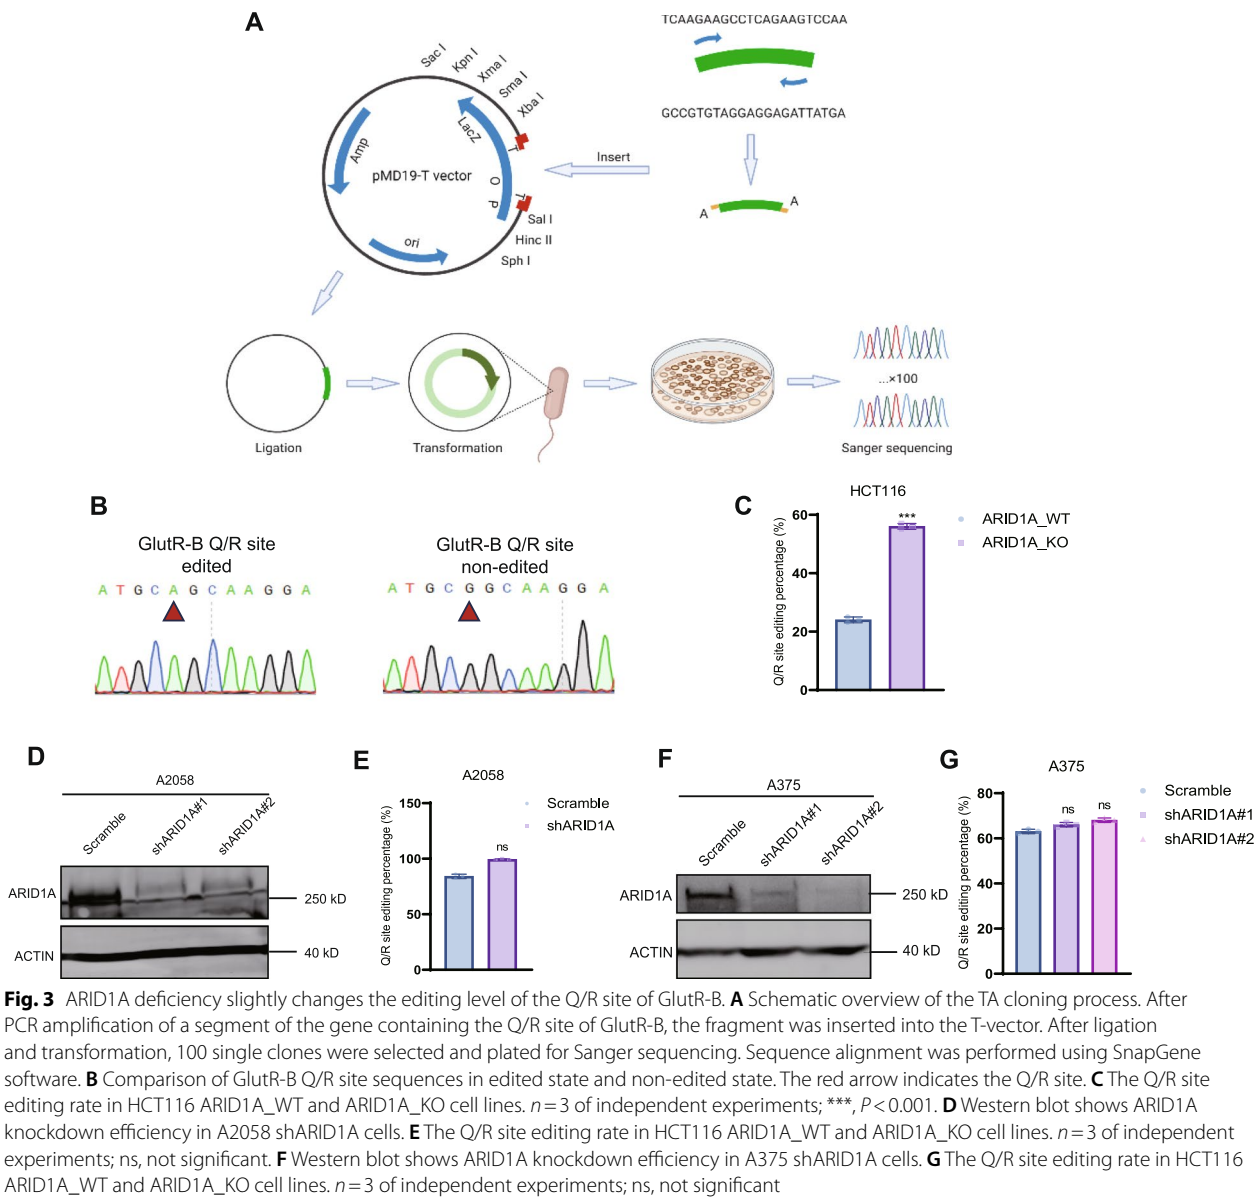 A
TCAAGAAGCCTCAGAAGTCCAA
GCCGTGTAGGAGGAGATTATGA
A
A
Insert
Sac I
Kpn I
Xma I
Sma I
Xba I
T
LacZ
O
P
T
Amp
pMD19-T vector
ori
Sal I
Hinc II
Sph I
Ligation
Transformation
...×100
Sanger sequencing
B
GlutR-B Q/R site
edited
A T G C A G C A A G G A
GlutR-B Q/R site
non-edited
A T G C G G C A A G G A
C
HCT116
Q/R site editing percentage (%)
60
40
20
0
***
ARID1A_WT
ARID1A_KO
D
A2058
Scramble
shARID1A#1
shARID1A#2
ARID1A
250 kD
ACTIN
40 kD
E
A2058
Q/R site editing percentage (%)
150
100
50
0
ns
Scramble
shARID1A
F
A375
Scramble
shARID1A#1
shARID1A#2
ARID1A
250 kD
ACTIN
40 kD
G
A375
Q/R site editing percentage (%)
80
60
40
20
0
ns
ns
Scramble
shARID1A#1
shARID1A#2
Fig. 3 ARID1A deficiency slightly changes the editing level of the Q/R site of GlutR-B. A Schematic overview of the TA cloning process. After
PCR amplification of a segment of the gene containing the Q/R site of GlutR-B, the fragment was inserted into the T-vector. After ligation
and transformation, 100 single clones were selected and plated for Sanger sequencing. Sequence alignment was performed using SnapGene
software. B Comparison of GlutR-B Q/R site sequences in edited state and non-edited state. The red arrow indicates the Q/R site. C The Q/R site
editing rate in HCT116 ARID1A_WT and ARID1A_KO cell lines. n = 3 of independent experiments; ***, P < 0.001. D Western blot shows ARID1A
knockdown efficiency in A2058 shARID1A cells. E The Q/R site editing rate in HCT116 ARID1A_WT and ARID1A_KO cell lines. n = 3 of independent
experiments; ns, not significant. F Western blot shows ARID1A knockdown efficiency in A375 shARID1A cells. G The Q/R site editing rate in HCT116
ARID1A_WT and ARID1A_KO cell lines. n = 3 of independent experiments; ns, not significant